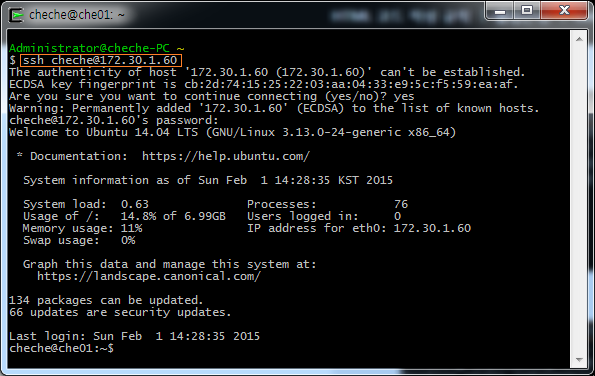 cheche@che01: ~
Administrator@cheche-PC ~
$ ssh cheche@172.30.1.60
The authenticity of host '172.30.1.60 (172.30.1.60)' can't be established.
ECDSA key fingerprint is cb:2d:74:15:25:22:03:aa:04:33:e9:5c:f5:59:ea:af.
Are you sure you want to continue connecting (yes/no)? yes
Warning: Permanently added '172.30.1.60' (ECDSA) to the list of known hosts.
cheche@172.30.1.60's password:
Welcome to Ubuntu 14.04 LTS (GNU/Linux 3.13.0-24-generic x86_64)
* Documentation:  https://help.ubuntu.com/
System information as of Sun Feb  1 14:28:35 KST 2015
System load:  0.63              Processes:           76
Usage of /:   14.8% of 6.99GB   Users logged in:     0
Memory usage: 11%               IP address for eth0: 172.30.1.60
Swap usage:   0%
Graph this data and manage this system at:
https://landscape.canonical.com/
134 packages can be updated.
66 updates are security updates.
Last login: Sun Feb  1 14:28:35 2015
cheche@che01:~$